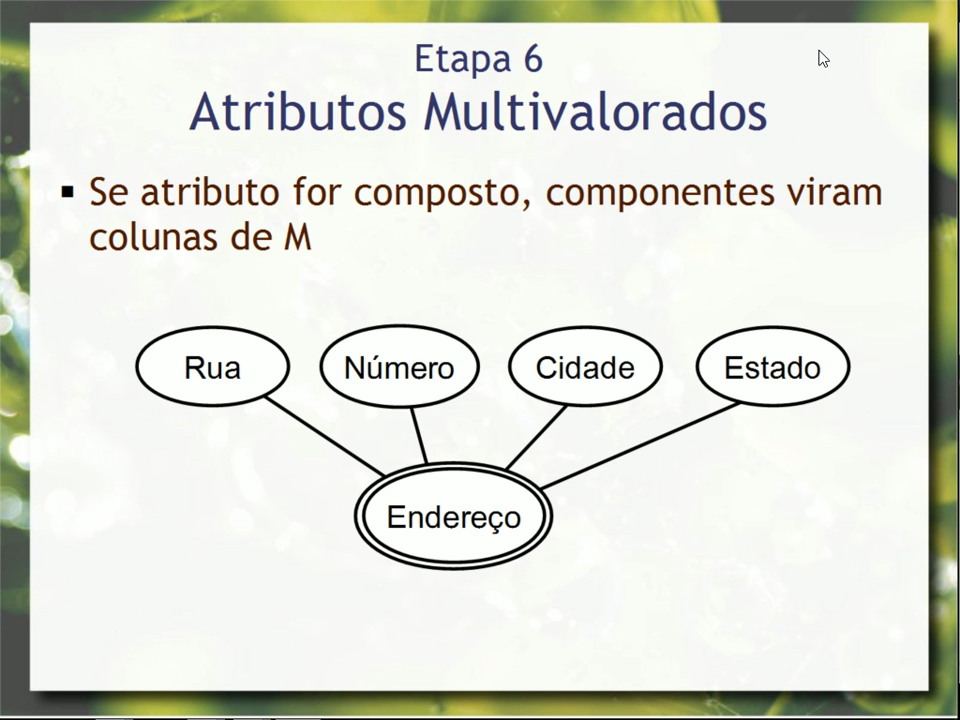 Etapa 6
Atributos Multivalorados
Se atributo for composto, componentes viram
colunas de M
Rua
Número
Cidade
Estado
Endereço